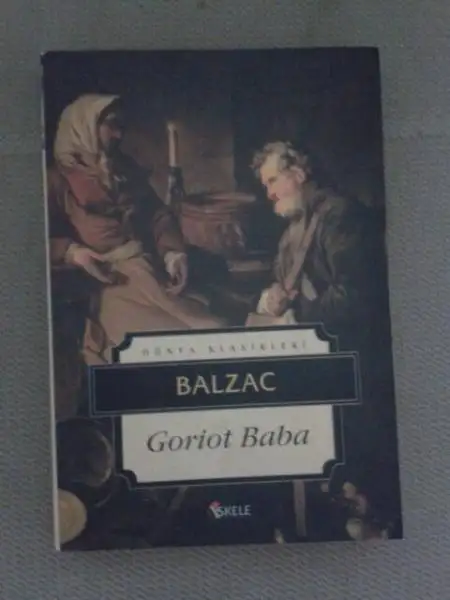 DÜNYA KLASİKLERİ
BALZAC
Goriot Baba
İSKELE